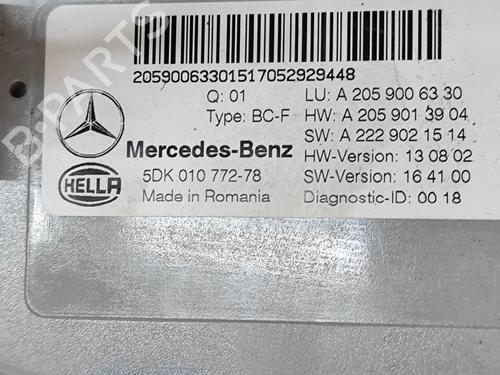 20590063301517052929448
Q: 01 LU: A 205 900 63 30
Type: BC-F HW: A 205 901 39 04
SW: A 222 902 15 14
Mercedes-Benz HW-Version: 13 08 02
HELLA 5DK 010 772-78 SW-Version: 16 41 00
Made in Romania Diagnostic-ID: 00 18
B-PARTS